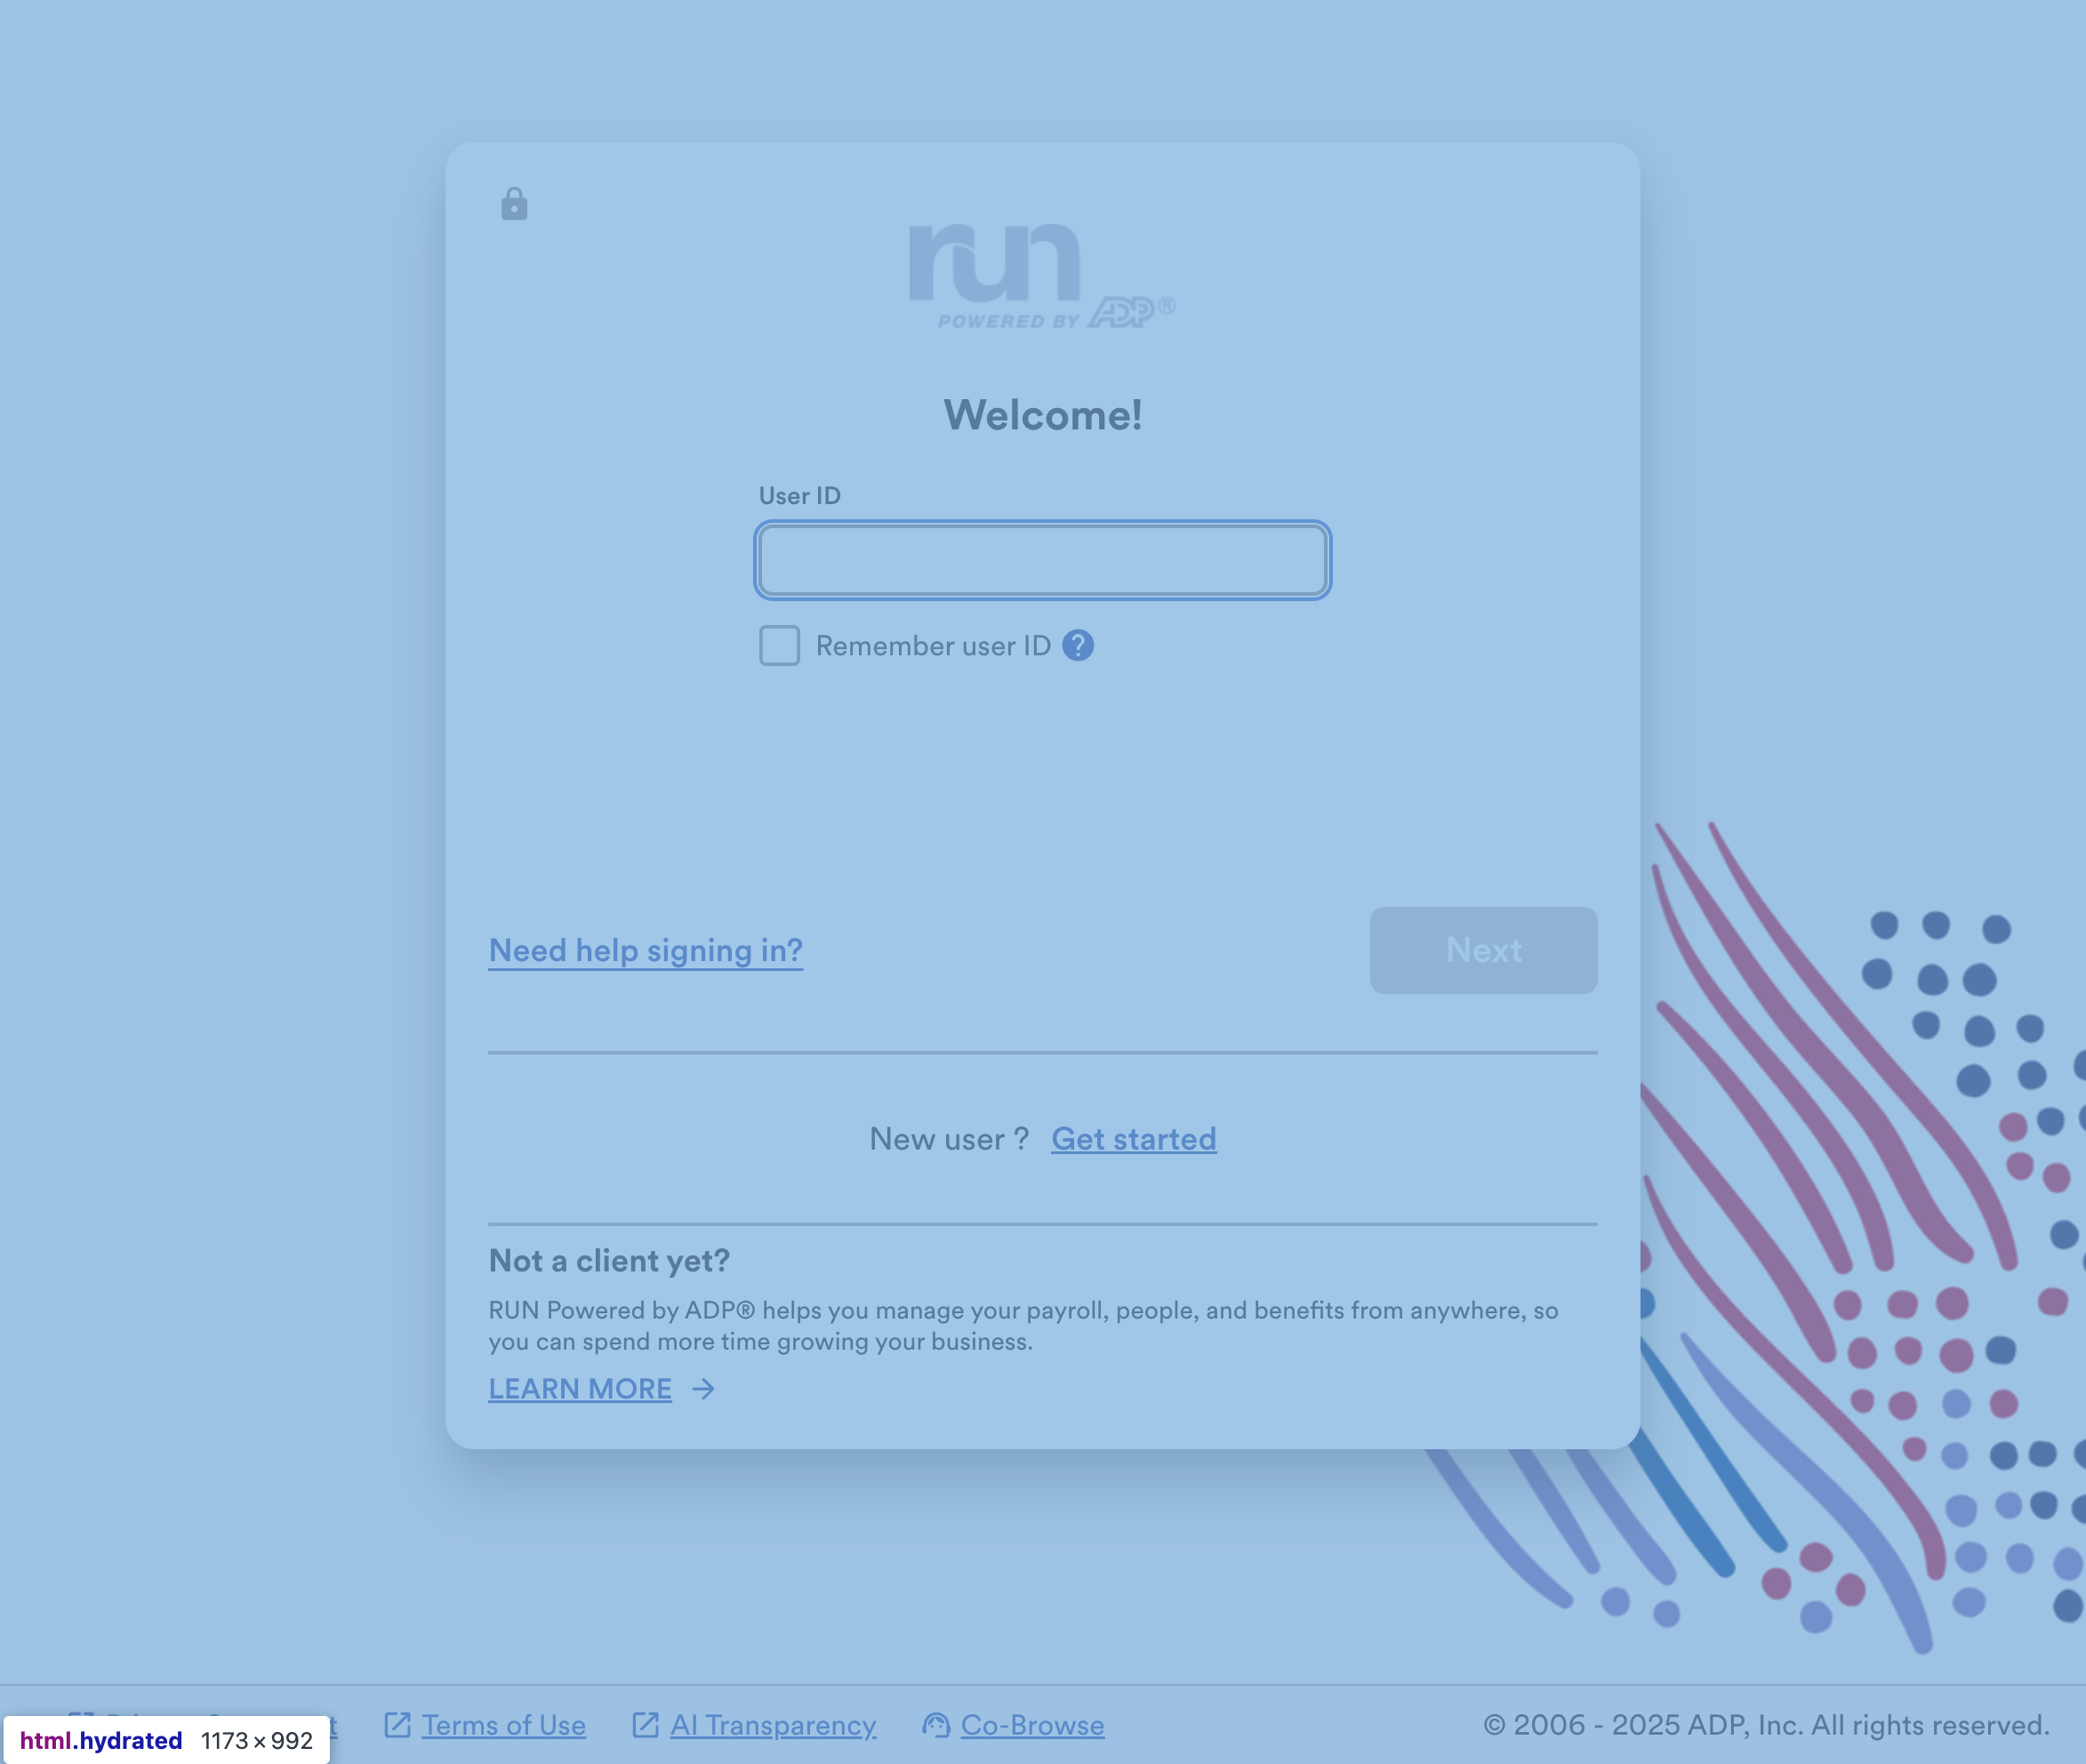 run
POWERED BY ADP®
Welcome!
User ID
Remember user ID ?
Need help signing in?
Next
New user ? Get started
Not a client yet?
RUN Powered by ADP® helps you manage your payroll, people, and benefits from anywhere, so
you can spend more time growing your business.
LEARN MORE →
Terms of Use AI Transparency Co-Browse © 2006 - 2025 ADP, Inc. All rights reserved.
html.hydrated 1173×992